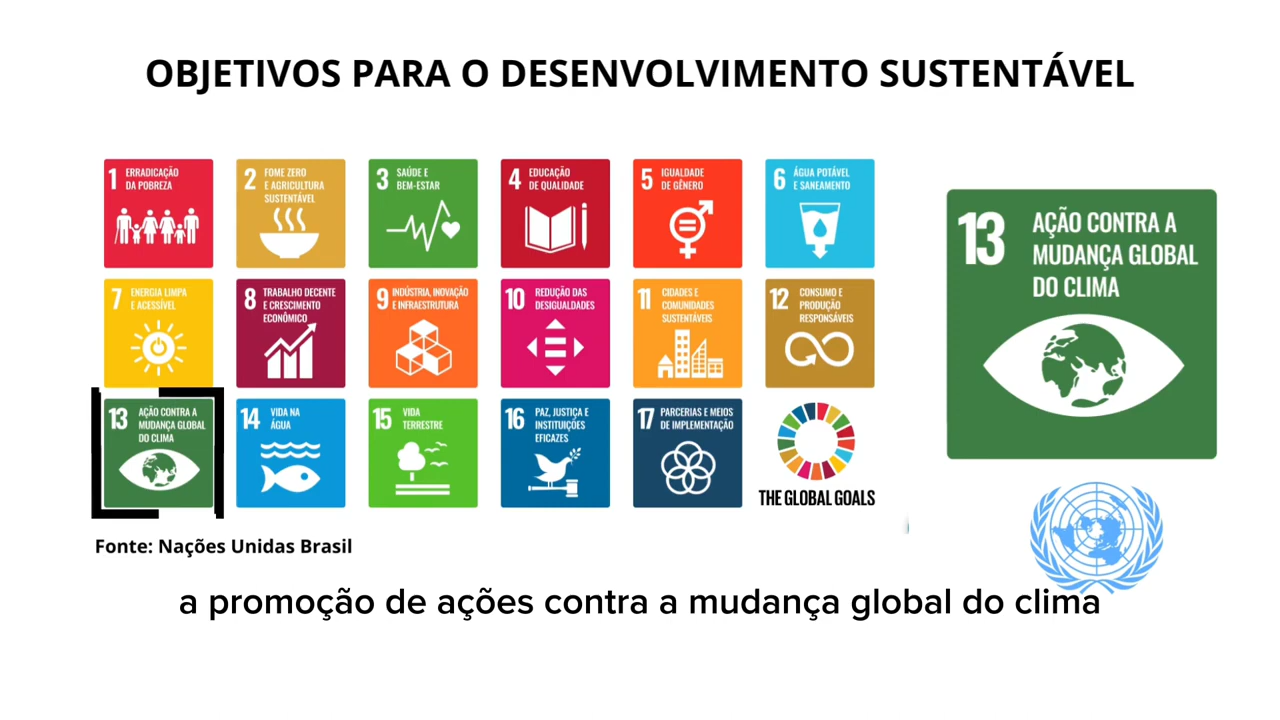 OBJETIVOS PARA O DESENVOLVIMENTO SUSTENTÁVEL
1 ERRADICAÇÃO
DA POBREZA
2 FOME ZERO
E AGRICULTURA
SUSTENTÁVEL
3 SAÚDE E
BEM-ESTAR
4 EDUCAÇÃO
DE QUALIDADE
5 IGUALDADE
DE GÊNERO
6 ÁGUA POTÁVEL
E SANEAMENTO
7 ENERGIA LIMPA
E ACESSÍVEL
8 TRABALHO DECENTE
E CRESCIMENTO
ECONÔMICO
9 INDÚSTRIA, INOVAÇÃO
E INFRAESTRUTURA
10 REDUÇÃO DAS
DESIGUALDADES
11 CIDADES E
COMUNIDADES
SUSTENTÁVEIS
12 CONSUMO E
PRODUÇÃO
RESPONSÁVEIS
13 AÇÃO CONTRA A
MUDANÇA GLOBAL
DO CLIMA
14 VIDA NA
ÁGUA
15 VIDA
TERRESTRE
16 PAZ, JUSTIÇA E
INSTITUIÇÕES
EFICAZES
17 PARCERIAS E MEIOS
DE IMPLEMENTAÇÃO
THE GLOBAL GOALS
13 AÇÃO CONTRA A
MUDANÇA GLOBAL
DO CLIMA
Fonte: Nações Unidas Brasil
a promoção de ações contra a mudança global do clima